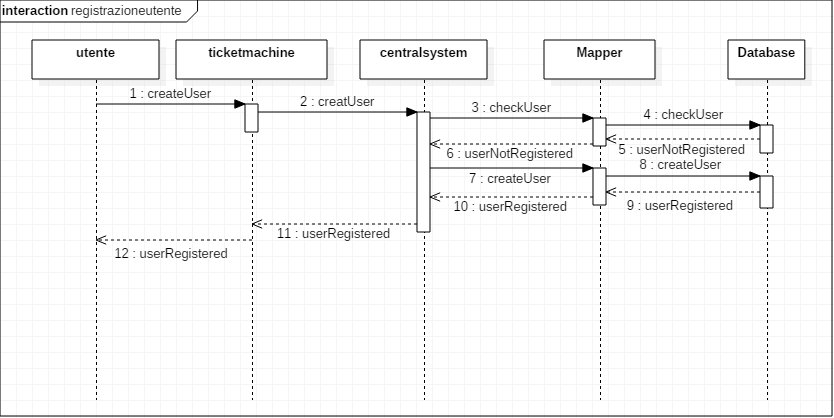 interaction registrazioneutente
utente
ticketmachine
centralsystem
Mapper
Database
1 : createUser
2 : creatUser
3 : checkUser
4 : checkUser
5 : userNotRegistered
6 : userNotRegistered
7 : createUser
8 : createUser
9 : userRegistered
10 : userRegistered
11 : userRegistered
12 : userRegistered